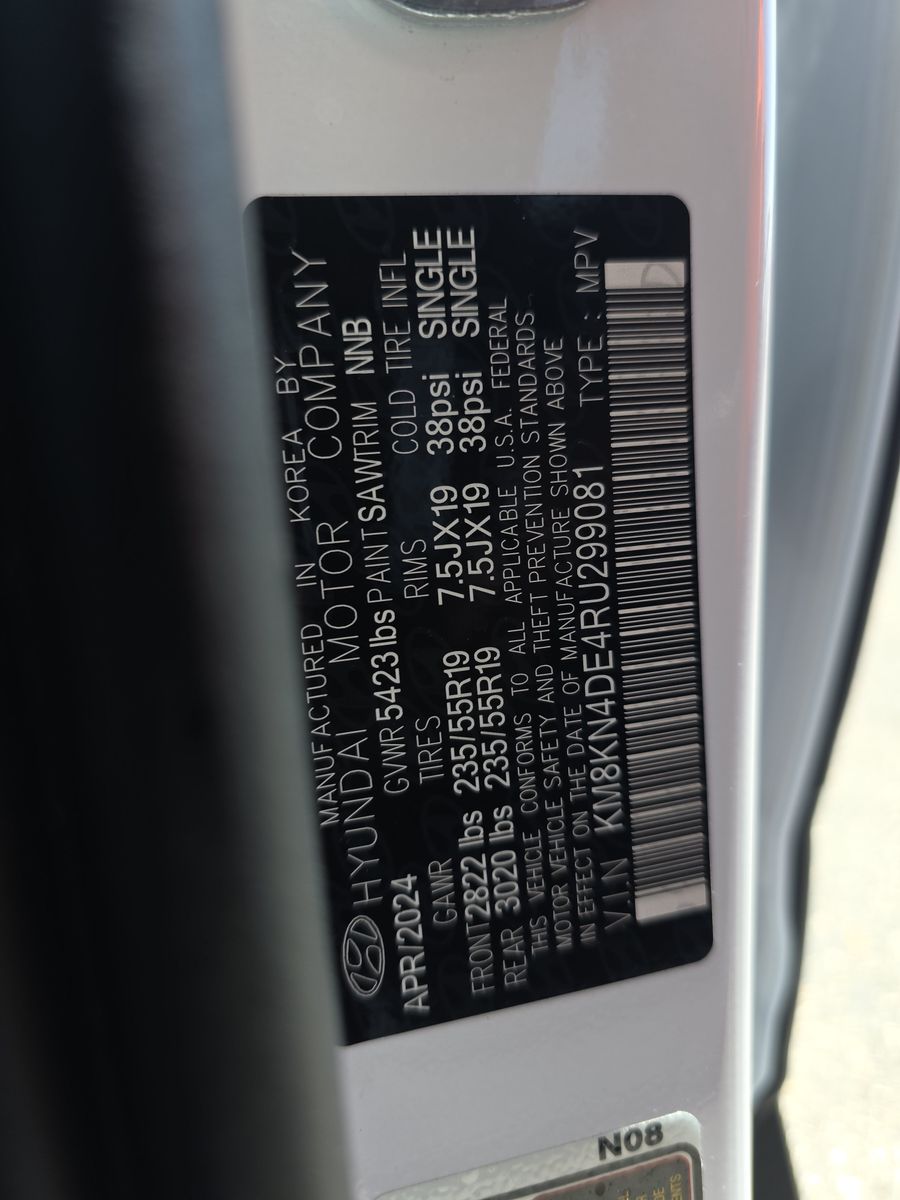 MANUFACTURED IN KOREA BY
HYUNDAI MOTOR COMPANY
APR/2024 GVWR 5423 lbs PAINT SAW TRIM NNB
GAWR TIRES RIMS COLD TIRE INFL
FRONT 2822 lbs 235/55R19 7.5JX19 38psi SINGLE
REAR 3020 lbs 235/55R19 7.5JX19 38psi SINGLE
THIS VEHICLE CONFORMS TO ALL APPLICABLE U.S.A. FEDERAL
MOTOR VEHICLE SAFETY AND THEFT PREVENTION STANDARDS
IN EFFECT ON THE DATE OF MANUFACTURE SHOWN ABOVE
V.I.N KM8KN4DE4RU299081 TYPE : MPV
N08